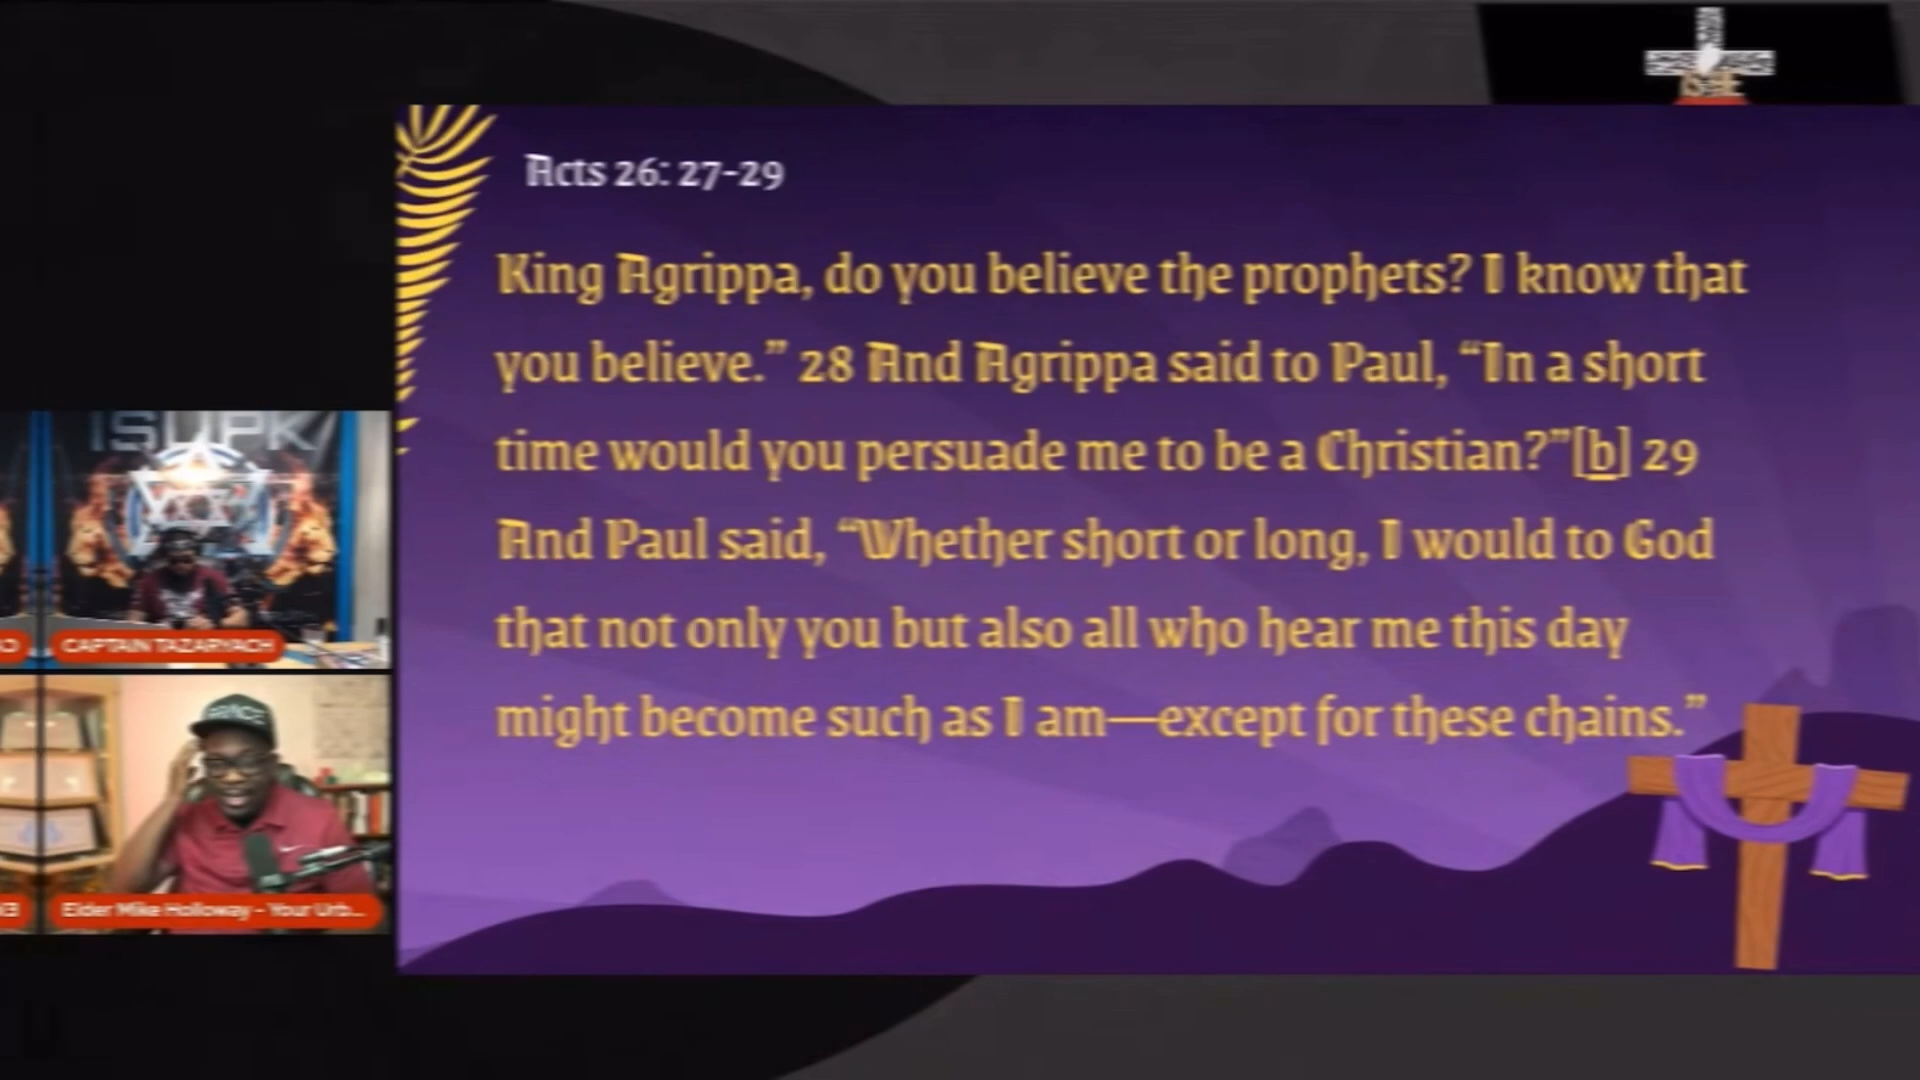 Acts 26: 27-29
King Agrippa, do you believe the prophets? I know that
you believe.” 28 And Agrippa said to Paul, “In a short
time would you persuade me to be a Christian?”[b] 29
And Paul said, “Whether short or long, I would to God
that not only you but also all who hear me this day
might become such as I am—except for these chains.”
ISUPK
CAPTAIN TAZARYACH
Elder Mike Holloway - Your Urb...